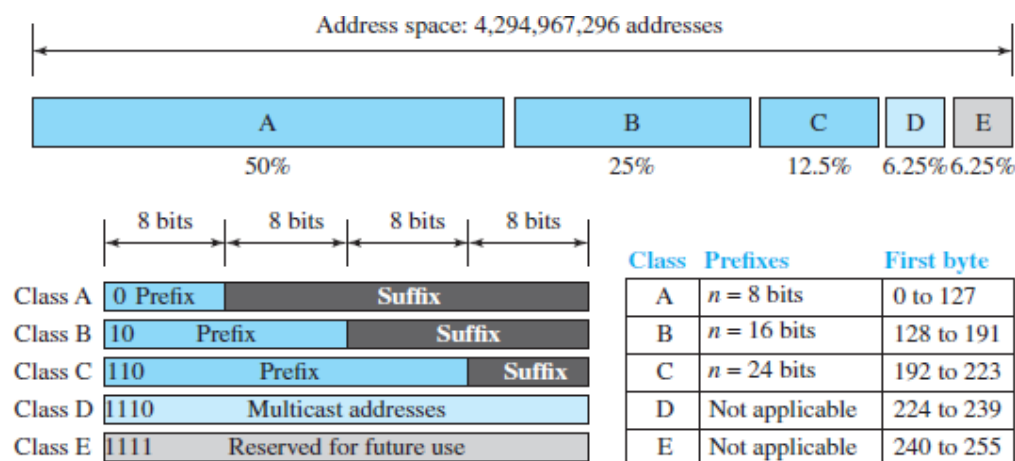 Address space: 4,294,967,296 addresses
A B C D E
50% 25% 12.5% 6.25% 6.25%
8 bits 8 bits 8 bits 8 bits
Class A 0 Prefix Suffix
Class B 10 Prefix Suffix
Class C 110 Prefix Suffix
Class D 1110 Multicast addresses
Class E 1111 Reserved for future use
Class Prefixes First byte
A n = 8 bits 0 to 127
B n = 16 bits 128 to 191
C n = 24 bits 192 to 223
D Not applicable 224 to 239
E Not applicable 240 to 255